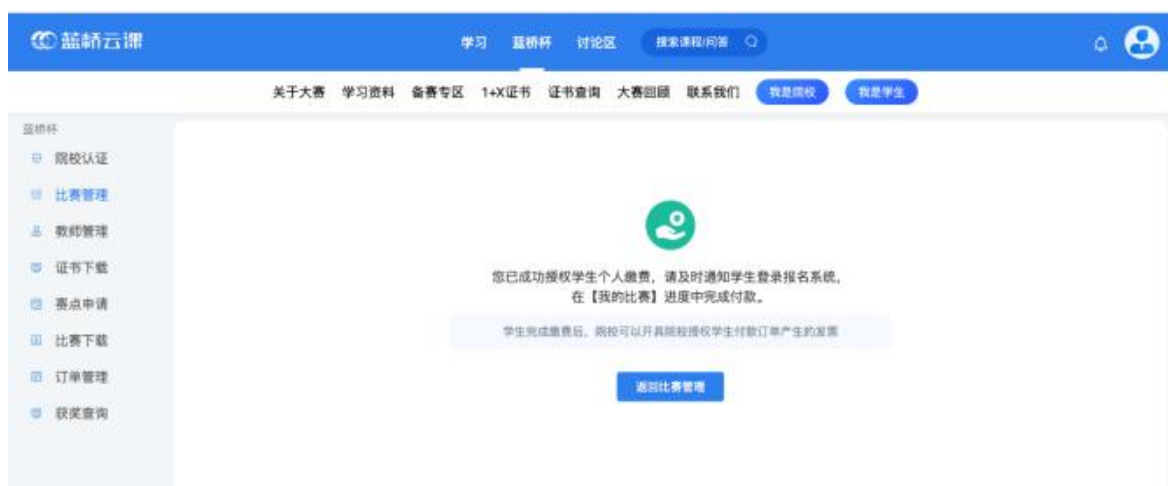 蓝桥云课
学习 蓝桥杯 讨论区 搜索课程/问答
关于大赛 学习资料 备赛专区 1+X证书 证书查询 大赛回顾 联系我们 我是院校 我是学生
蓝桥杯
院校认证
比赛管理
教师管理
证书下载
赛点申请
比赛下载
订单管理
获奖查询
您已成功授权学生个人缴费，请及时通知学生登录报名系统，
在【我的比赛】进度中完成付款。
学生完成缴费后，院校可以开具院校授权学生付款订单产生的发票
返回比赛管理